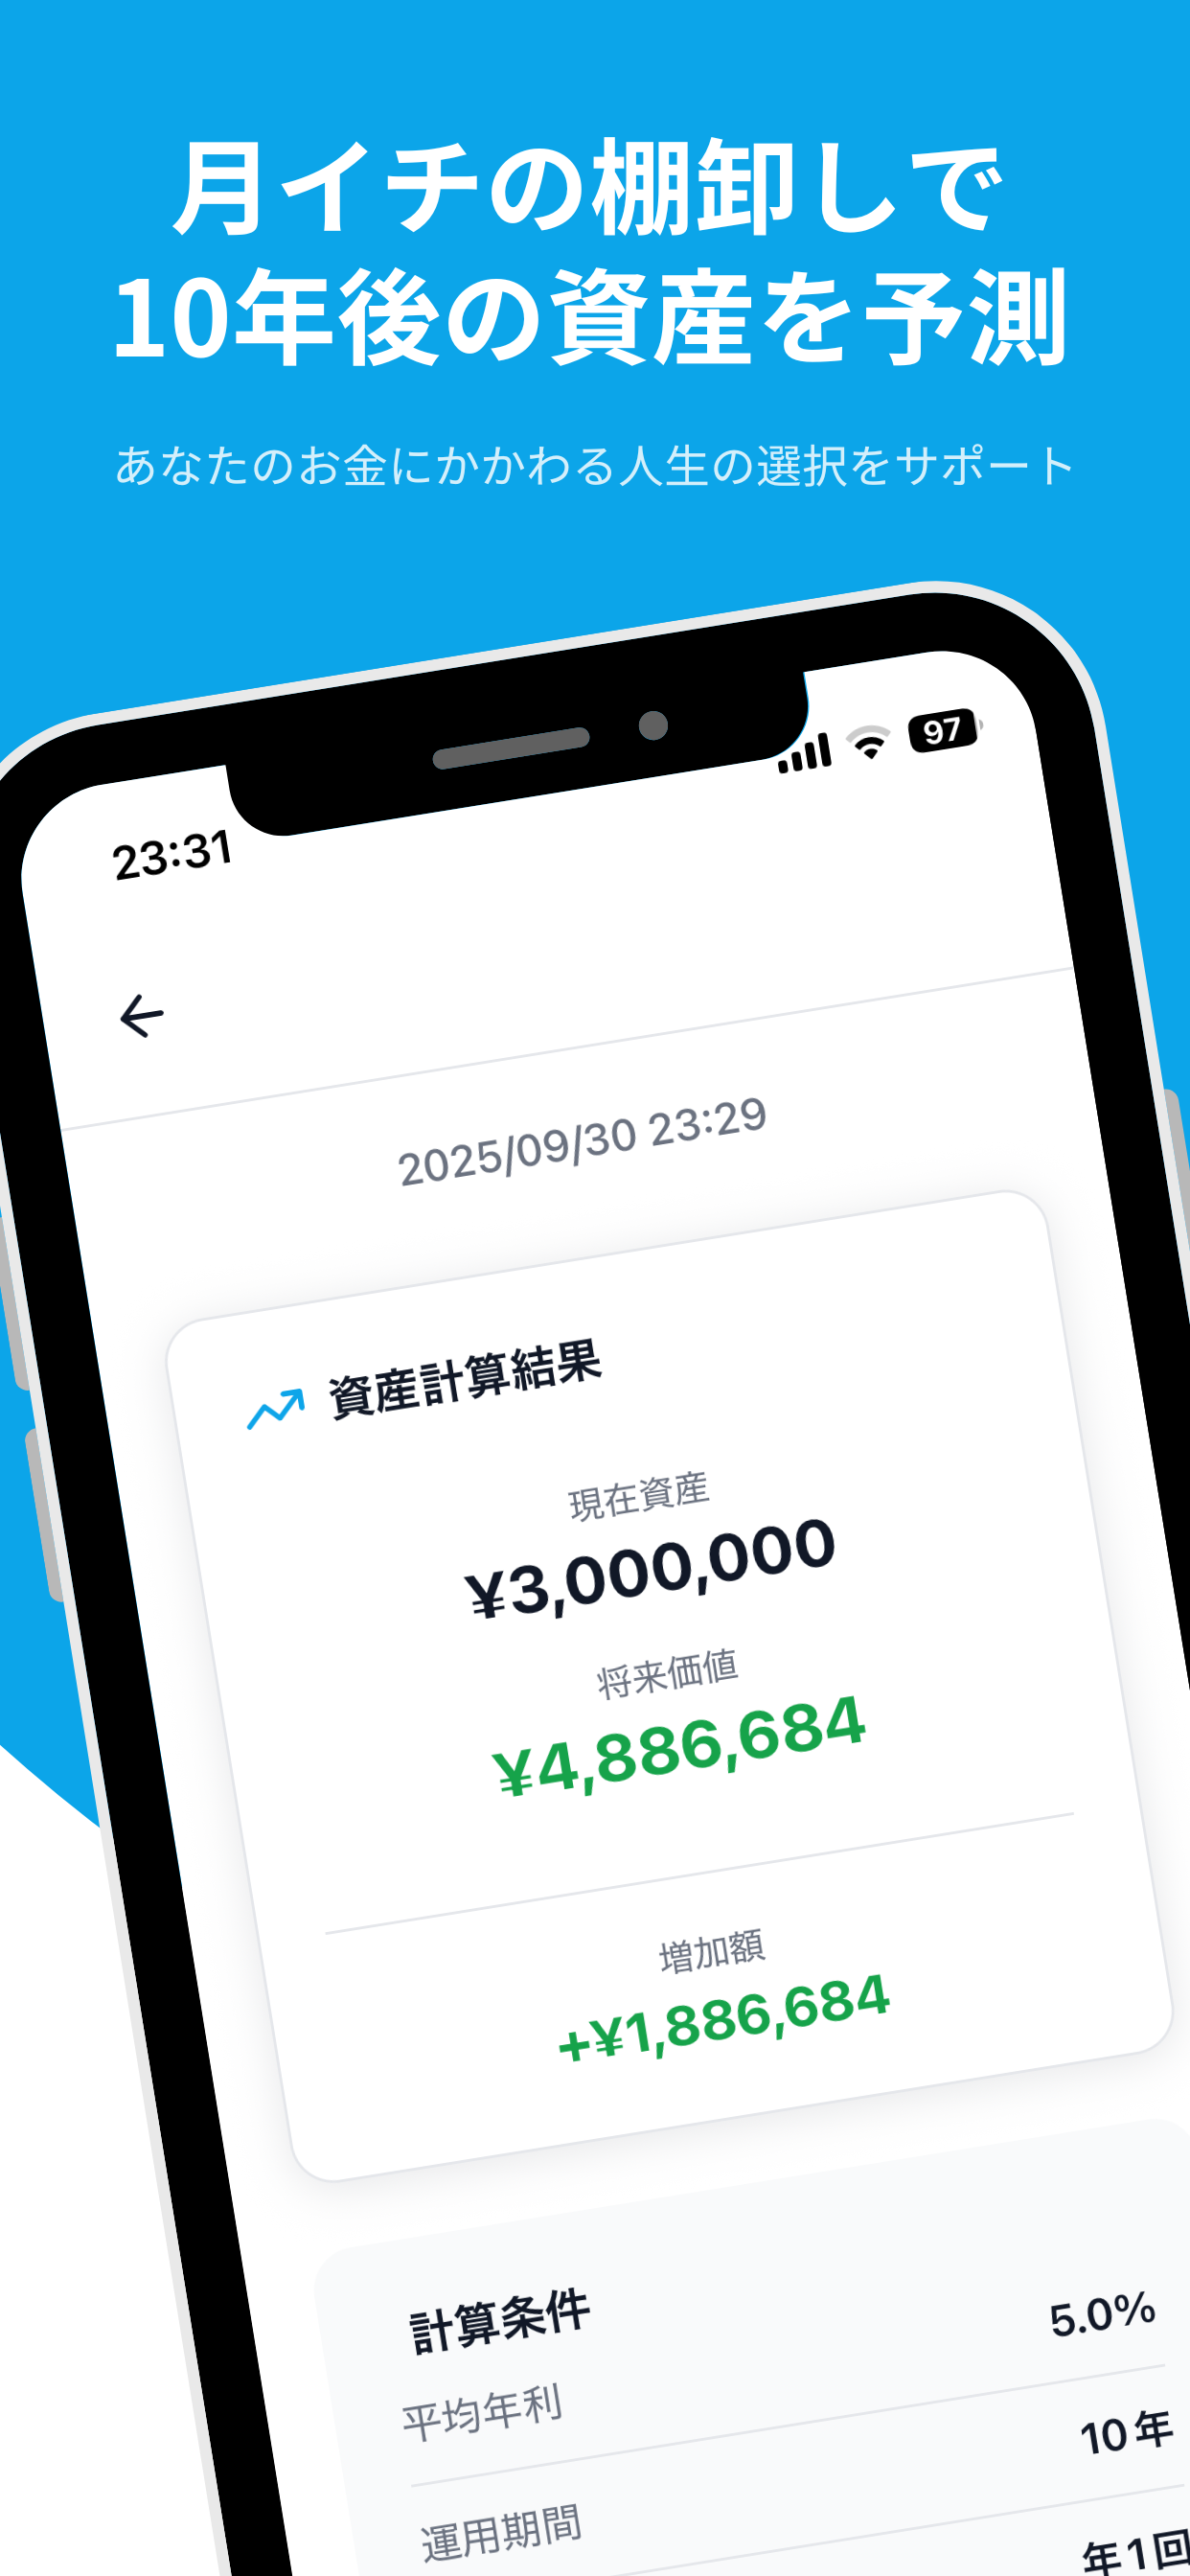 月イチの棚卸しで
10年後の資産を予測
あなたのお金にかかわる人生の選択をサポート
97
23:31
2025/09/30 23:29
資産計算結果
現在資産
¥3,000,000
将来価値
¥4,886,684
増加額
+¥1,886,684
計算条件
平均年利 5.0%
運用期間 10年
年1回